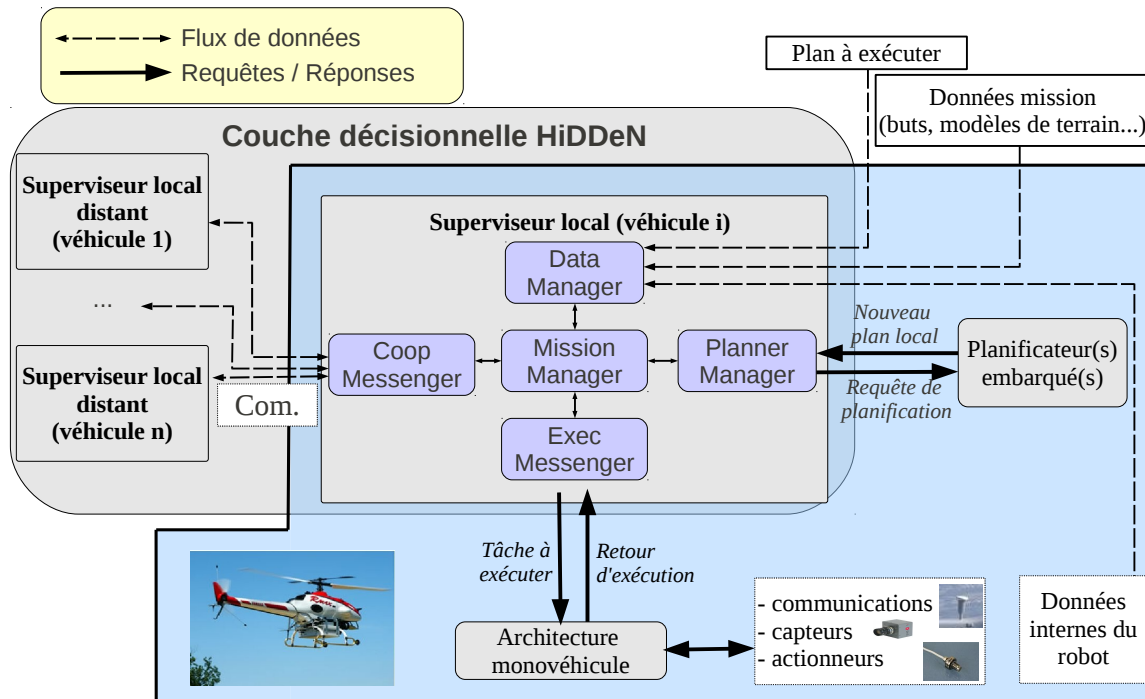 Flux de données
Requêtes / Réponses
Plan à exécuter
Données mission
(buts, modèles de terrain...)
Couche décisionnelle HiDDeN
Superviseur local
distant
(véhicule 1)
...
Superviseur local
distant
(véhicule n)
Com.
Superviseur local (véhicule i)
Data
Manager
Coop
Messenger
Mission
Manager
Planner
Manager
Exec
Messenger
Nouveau
plan local
Requête de
planification
Planificateur(s)
embarqué(s)
Tâche à
exécuter
Retour
d'exécution
Architecture
monovéhicule
- communications
- capteurs
- actionneurs
Données
internes du
robot